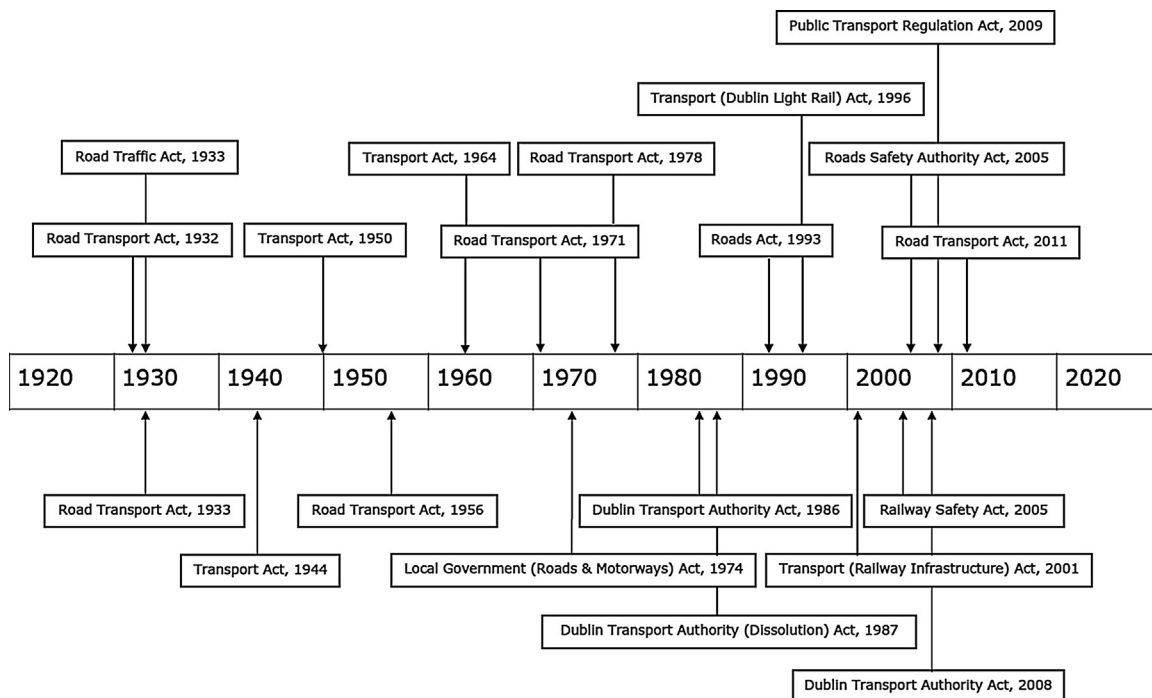 Public Transport Regulation Act, 2009
Transport (Dublin Light Rail) Act, 1996
Road Traffic Act, 1933
Transport Act, 1964
Road Transport Act, 1978
Roads Safety Authority Act, 2005
Road Transport Act, 1932
Transport Act, 1950
Road Transport Act, 1971
Roads Act, 1993
Road Transport Act, 2011
1920 1930 1940 1950 1960 1970 1980 1990 2000 2010 2020
Road Transport Act, 1933
Road Transport Act, 1956
Dublin Transport Authority Act, 1986
Railway Safety Act, 2005
Transport Act, 1944
Local Government (Roads & Motorways) Act, 1974
Transport (Railway Infrastructure) Act, 2001
Dublin Transport Authority (Dissolution) Act, 1987
Dublin Transport Authority Act, 2008